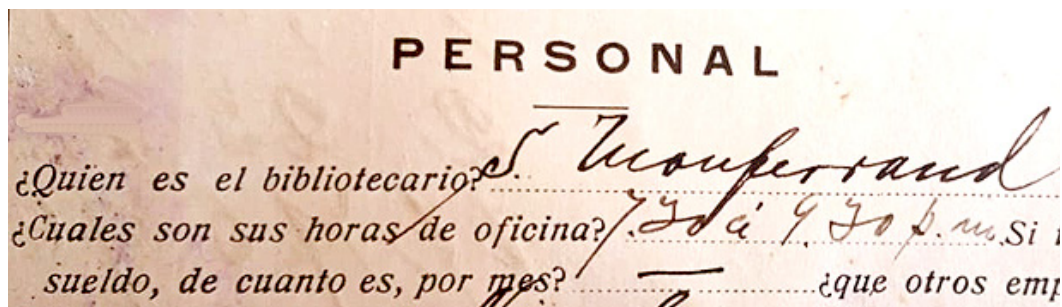 PERSONAL
¿Quien es el bibliotecario? S. Monferrand
¿Cuales son sus horas de oficina? 7.30 á 9.30 p.m. Si
sueldo, de cuanto es, por mes? — ¿que otros emp